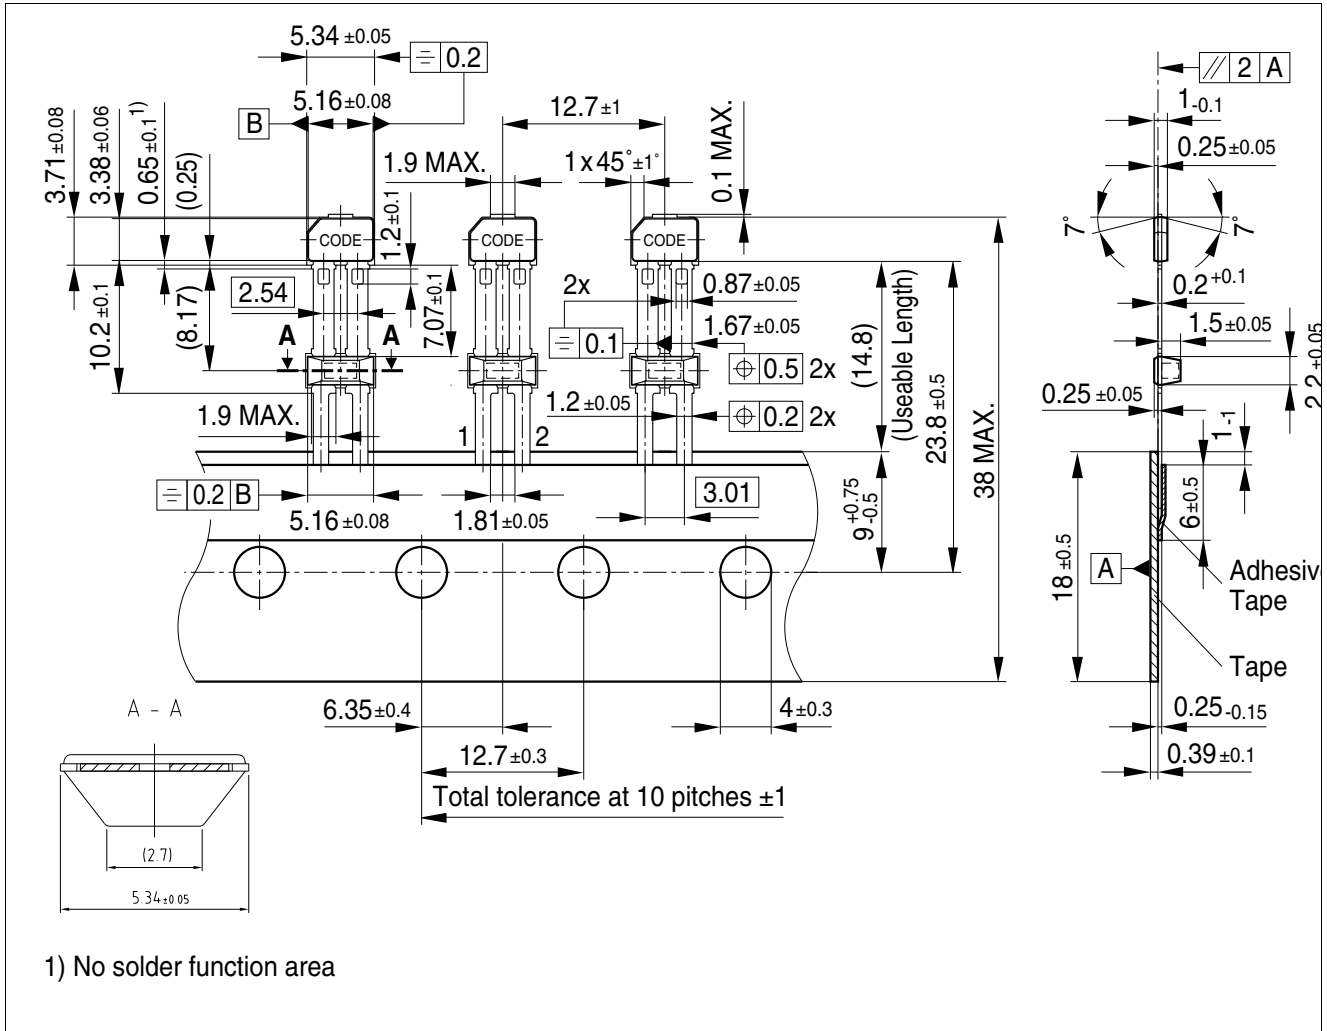 5.34 ±0.05
⌯ 0.2
5.16±0.08
B
12.7±1
1.9 MAX.
1 x 45°±1°
0.1 MAX.
3.71±0.08
3.38±0.06
0.65±0.1 1)
(0.25)
1.2±0.1
CODE
CODE
CODE
2.54
10.2±0.1
(8.17)
A
A
7.07±0.1
2x
0.87±0.05
⌯ 0.1
1.67±0.05
⌖ 0.5 2x
1.2±0.05
⌖ 0.2 2x
1.9 MAX.
1
2
(14.8)
(Useable Length)
23.8±0.5
38 MAX.
⌯ 0.2 B
5.16±0.08
1.81±0.05
3.01
9+0.75 -0.5
6.35±0.4
4±0.3
12.7±0.3
Total tolerance at 10 pitches ±1
// 2 A
1-0.1
0.25±0.05
7°
7°
0.2+0.1
1.5±0.05
2.2±0.05
0.25±0.05
1-1
6±0.5
18±0.5
A
Adhesiv
Tape
Tape
0.25-0.15
0.39±0.1
A - A
(2.7)
5.34±0.05
1) No solder function area